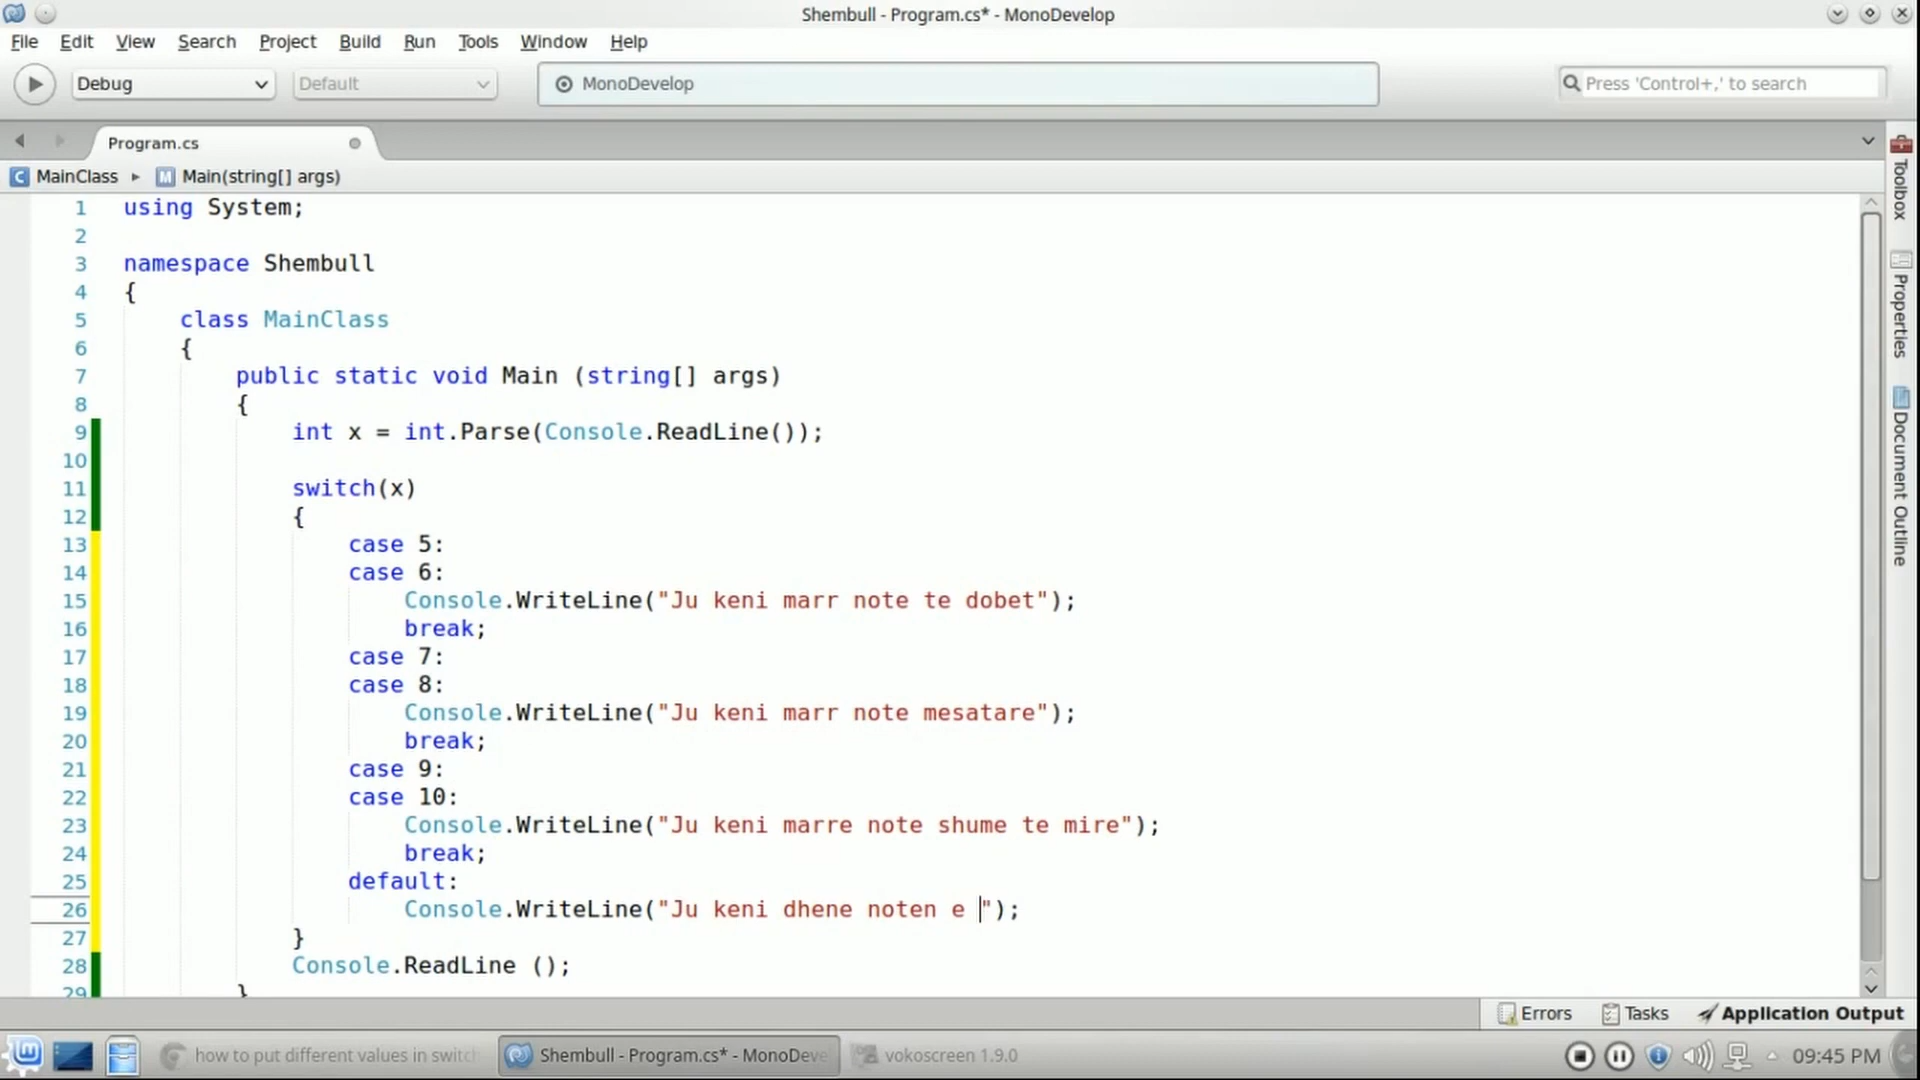 Shembull - Program.cs* - MonoDevelop
File Edit View Search Project Build Run Tools Window Help
Debug Default MonoDevelop Press 'Control+,' to search
Program.cs
MainClass Main(string[] args)
1 using System;
2
3 namespace Shembull
4 {
5 class MainClass
6 {
7 public static void Main (string[] args)
8 {
9 int x = int.Parse(Console.ReadLine());
10
11 switch(x)
12 {
13 case 5:
14 case 6:
15 Console.WriteLine("Ju keni marr note te dobet");
16 break;
17 case 7:
18 case 8:
19 Console.WriteLine("Ju keni marr note mesatare");
20 break;
21 case 9:
22 case 10:
23 Console.WriteLine("Ju keni marre note shume te mire");
24 break;
25 default:
26 Console.WriteLine("Ju keni dhene noten e ");
27 }
28 Console.ReadLine ();
29 }
Toolbox
Properties
Document Outline
Errors Tasks Application Output
how to put different values in switc Shembull - Program.cs* - MonoDeve vokoscreen 1.9.0 09:45 PM